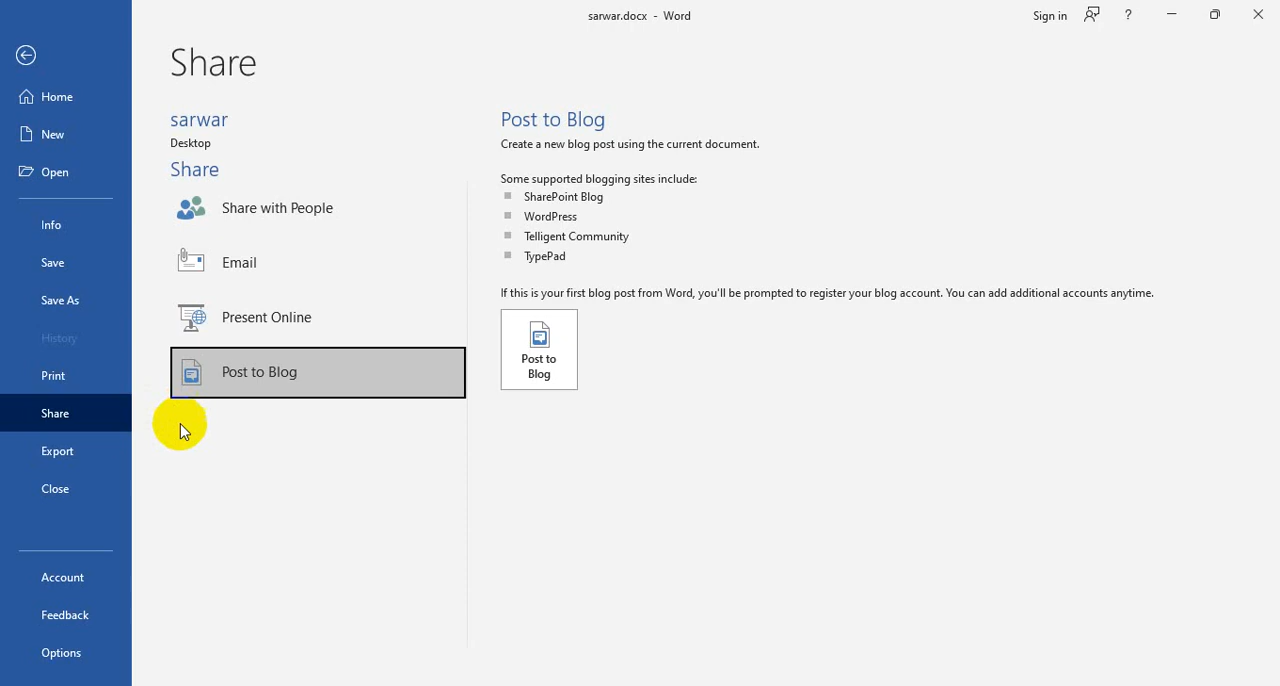 sarwar.docx - Word
Sign in
?
Home
New
Open
Info
Save
Save As
History
Print
Share
Export
Close
Account
Feedback
Options
Share
sarwar
Desktop
Share
Share with People
Email
Present Online
Post to Blog
Post to Blog
Create a new blog post using the current document.
Some supported blogging sites include:
SharePoint Blog
WordPress
Telligent Community
TypePad
If this is your first blog post from Word, you'll be prompted to register your blog account. You can add additional accounts anytime.
Post to
Blog